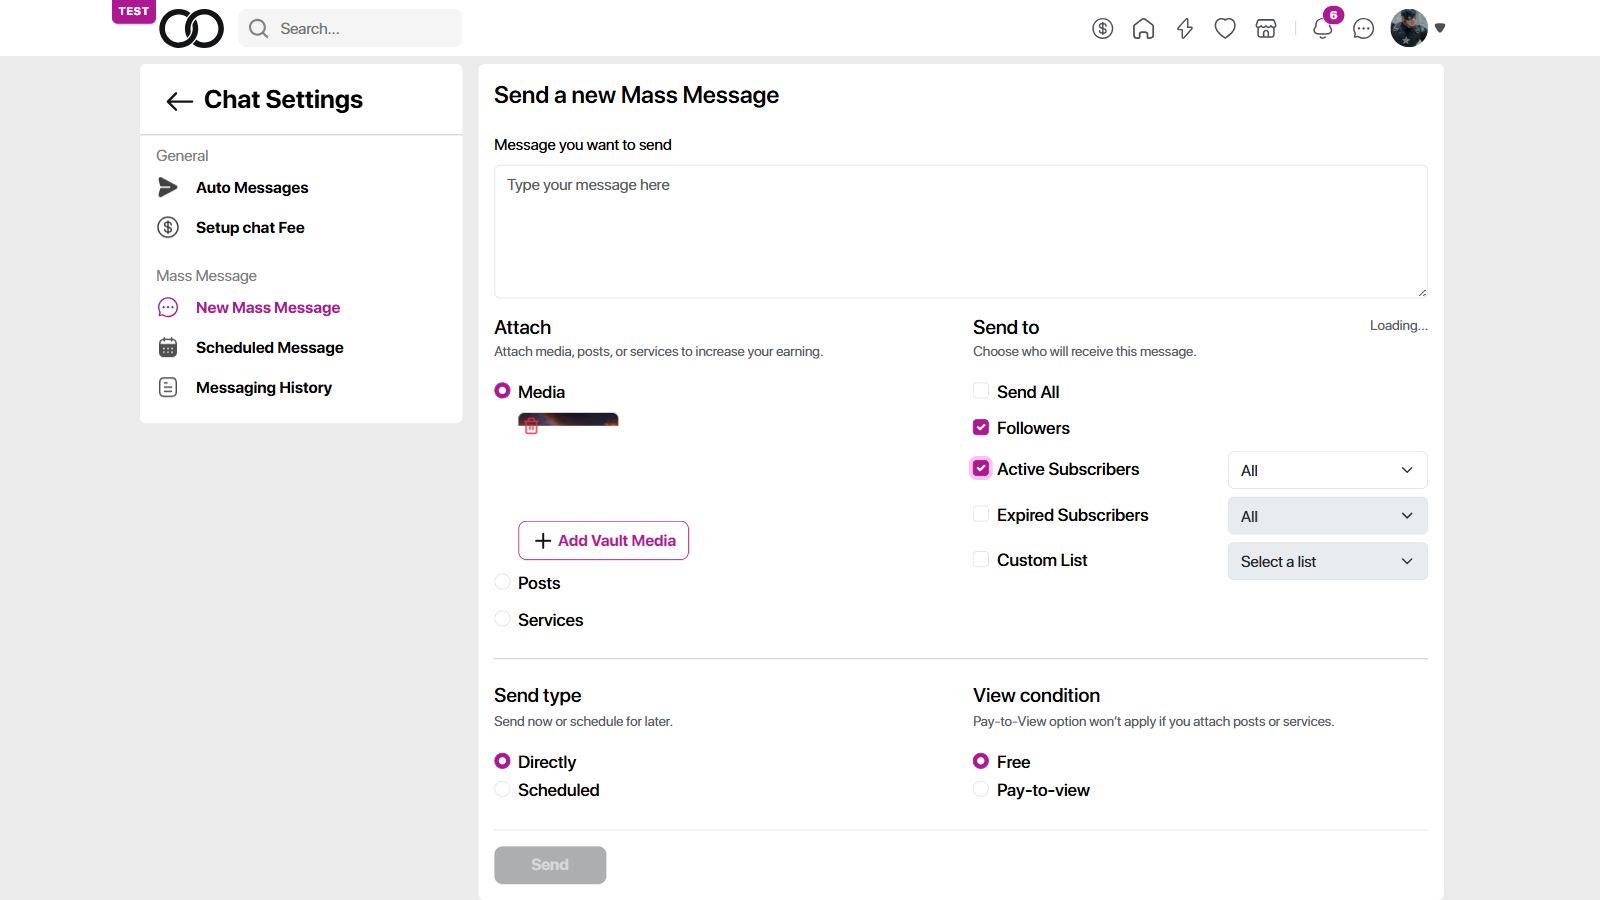 TEST
Search...
6
Chat Settings
General
Auto Messages
Setup chat Fee
Mass Message
New Mass Message
Scheduled Message
Messaging History
Send a new Mass Message
Message you want to send
Type your message here
Attach
Attach media, posts, or services to increase your earning.
Media
Add Vault Media
Posts
Services
Send to
Loading...
Choose who will receive this message.
Send All
Followers
Active Subscribers
All
Expired Subscribers
All
Custom List
Select a list
Send type
Send now or schedule for later.
Directly
Scheduled
View condition
Pay-to-View option won't apply if you attach posts or services.
Free
Pay-to-view
Send